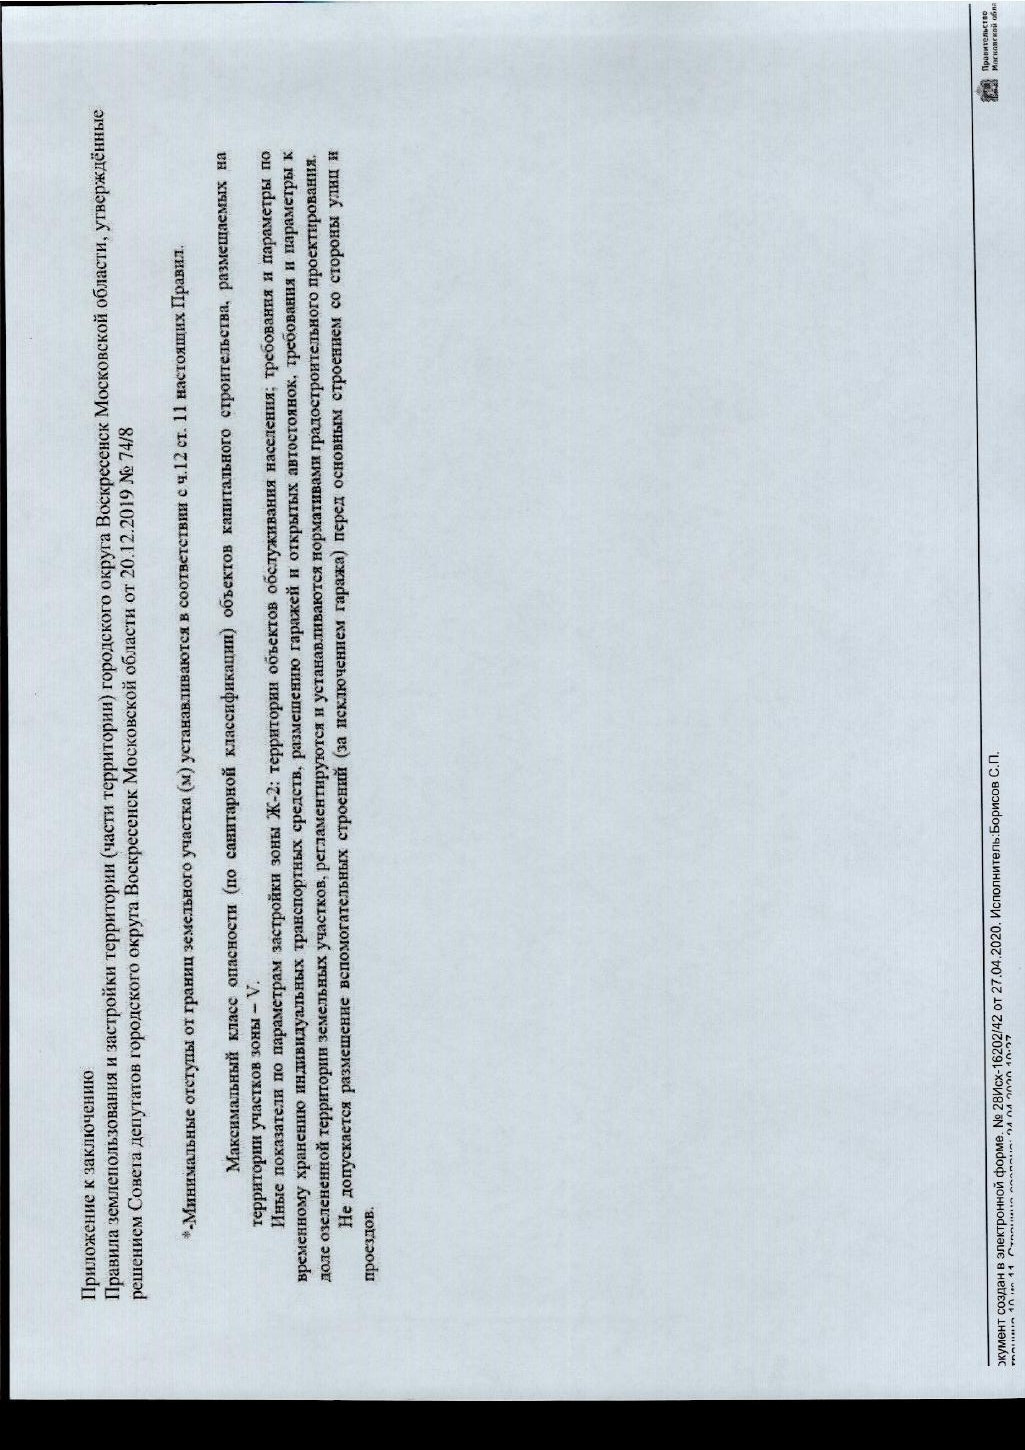 Приложение к заключению
Правила землепользования и застройки территории (части территории) городского округа Воскресенск Московской области, утверждённые
решением Совета депутатов городского округа Воскресенск Московской области от 20.12.2019 № 74/8
*-Минимальные отступы от границ земельного участка (м) устанавливаются в соответствии с ч.12 ст. 11 настоящих Правил.
Максимальный класс опасности (по санитарной классификации) объектов капитального строительства, размещаемых на
территории участков зоны – V.
Иные показатели по параметрам застройки зоны Ж-2: территории объектов обслуживания населения; требования и параметры по
временному хранению индивидуальных транспортных средств, размещению гаражей и открытых автостоянок, требования и параметры к
доле озелененной территории земельных участков, регламентируются и устанавливаются нормативами градостроительного проектирования.
Не допускается размещение вспомогательных строений (за исключением гаража) перед основным строением со стороны улиц и
проездов.
окумент создан в электронной форме. № 28Исх-16202/42 от 27.04.2020. Исполнитель:Борисов С.П.
Правительство
Московской обла